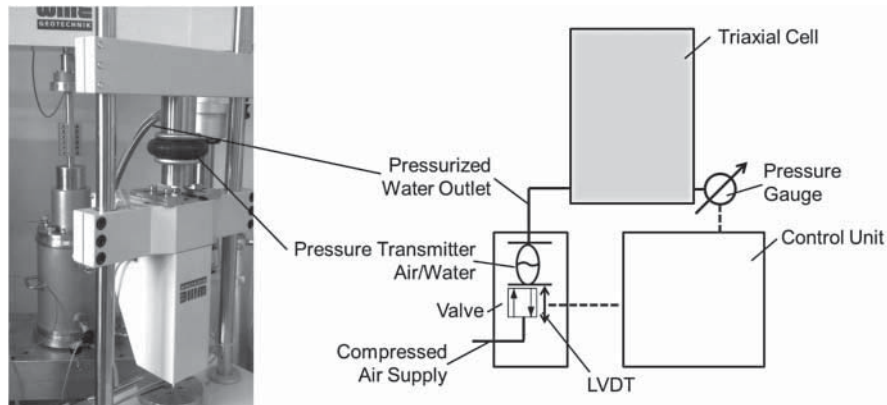 wille
GEOTECHNIK
Triaxial Cell
Pressurized
Water Outlet
Pressure
Gauge
Pressure Transmitter
Air/Water
Control Unit
Valve
Compressed
Air Supply
LVDT